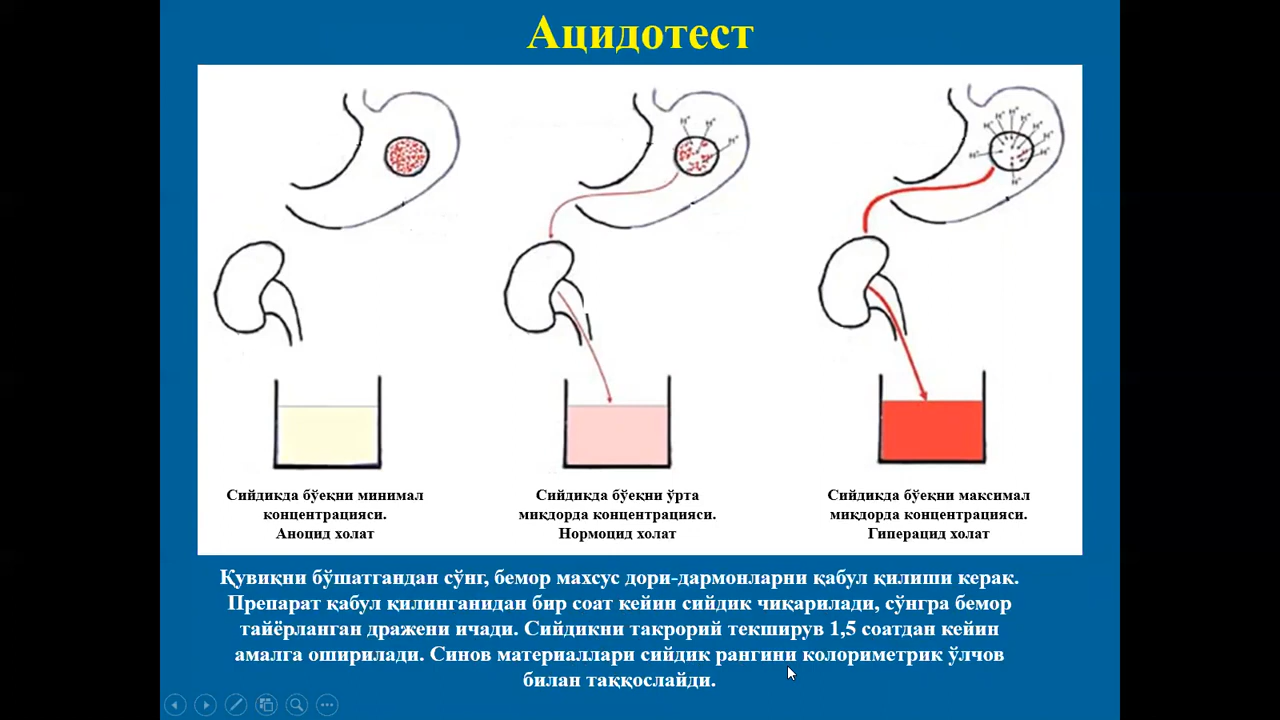 Ацидотест
H⁺ H⁺ H⁺
H⁺ H⁺ H⁺ H⁺ H⁺ H⁺ H⁺ H⁺ H⁺
Сийдикда бўеқни минимал
концентрацияси.
Аноцид холат
Сийдикда бўеқни ўрта
миқдорда концентрацияси.
Нормоцид холат
Сийдикда бўеқни максимал
миқдорда концентрацияси.
Гиперацид холат
Қувиқни бўшатгандан сўнг, бемор махсус дори-дармонларни қабул қилиши керак.
Препарат қабул қилинганидан бир соат кейин сийдик чиқарилади, сўнгра бемор
тайёрланган дражени ичади. Сийдикни такрорий текширув 1,5 соатдан кейин
амалга оширилади. Синов материаллари сийдик рангини колориметрик ўлчов
билан таққослайди.